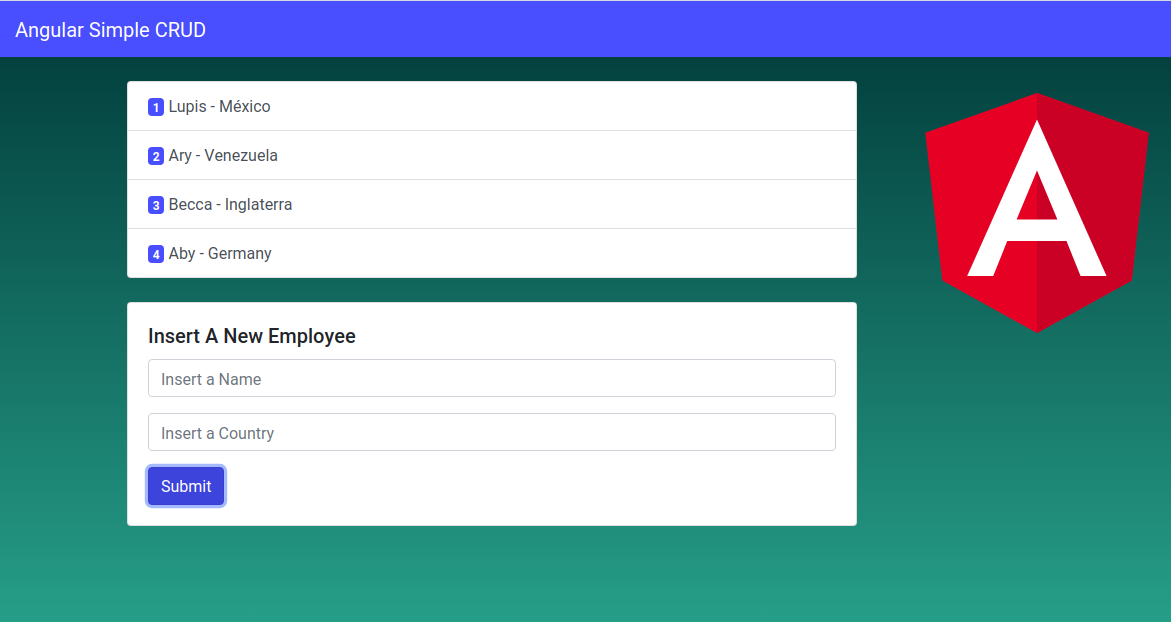 Angular Simple CRUD
1 Lupis - México
2 Ary - Venezuela
3 Becca - Inglaterra
4 Aby - Germany
A
Insert A New Employee
Insert a Name
Insert a Country
Submit